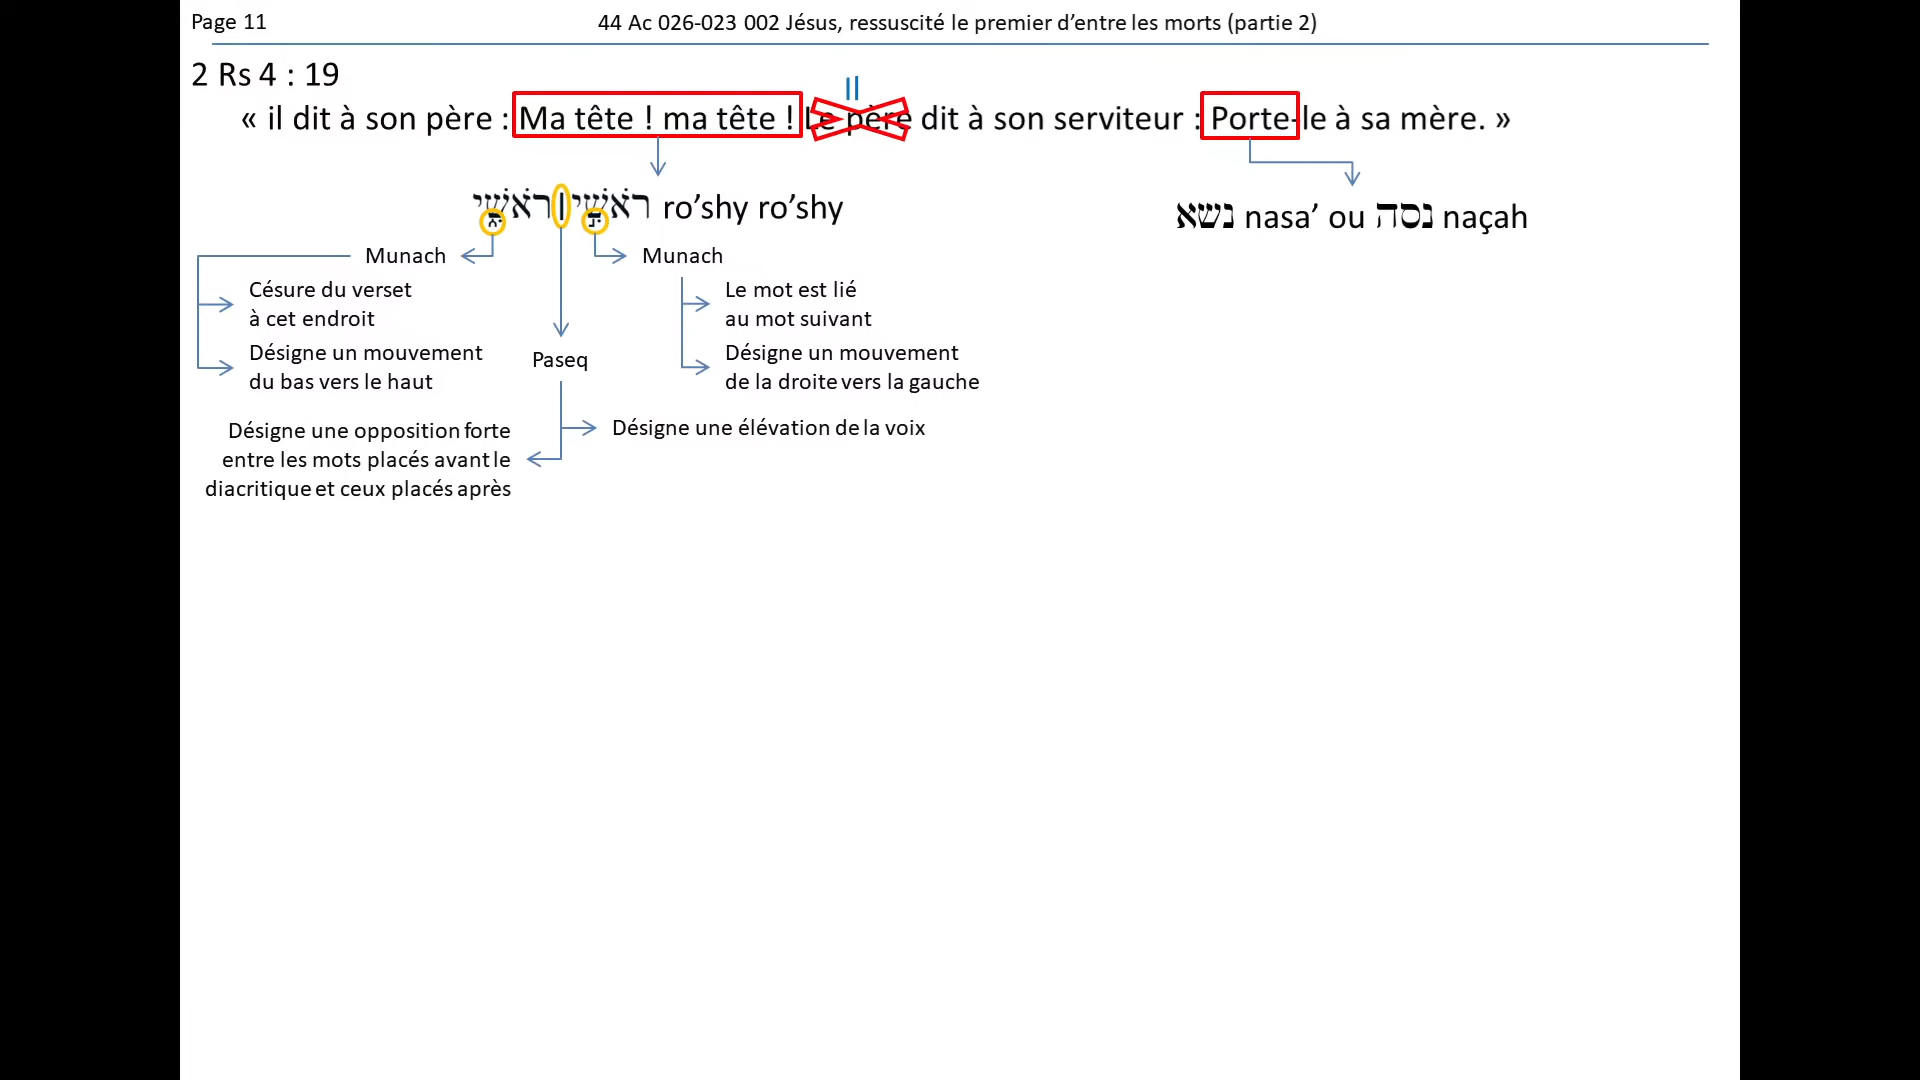 Page 11
44 Ac 026-023 002 Jésus, ressuscité le premier d’entre les morts (partie 2)
2 Rs 4 : 19
Il
« il dit à son père : Ma tête ! ma tête ! Le père dit à son serviteur : Porte-le à sa mère. »
רֹאשִׁ֣י ׀ רֹאשִׁ֑י ro’shy ro’shy
נשא nasa’ ou נסה naçah
Munach
Munach
Césure du verset
à cet endroit
Désigne un mouvement
du bas vers le haut
Le mot est lié
au mot suivant
Désigne un mouvement
de la droite vers la gauche
Paseq
Désigne une opposition forte
entre les mots placés avant le
diacritique et ceux placés après
Désigne une élévation de la voix